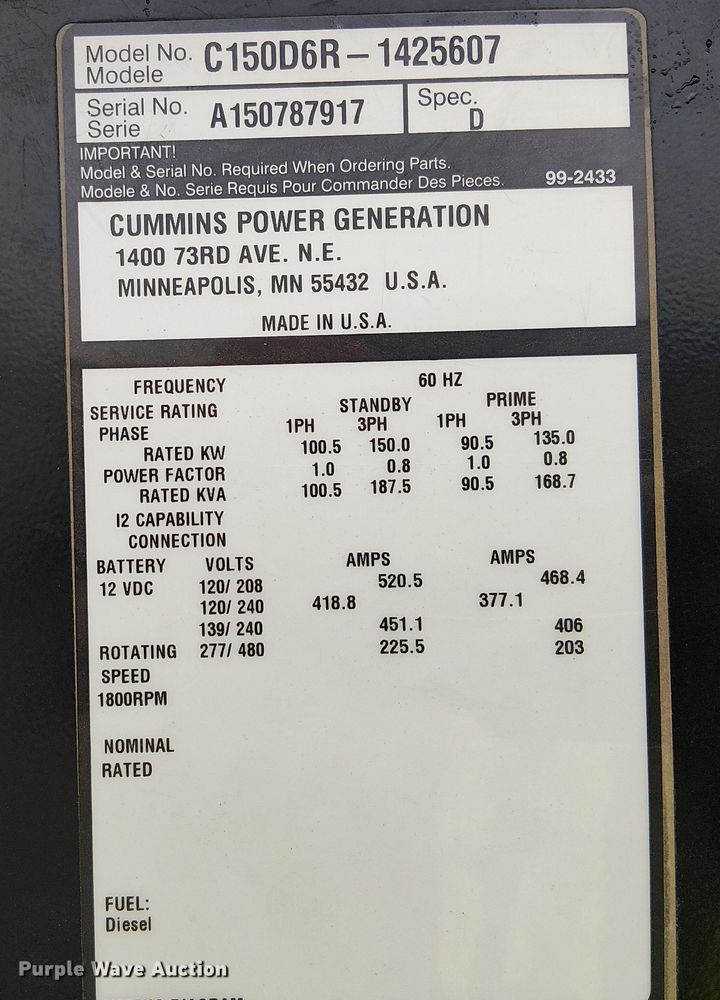 Model No. C150D6R – 1425607
Modele
Serial No. A150787917 Spec.
Serie D
IMPORTANT!
Model & Serial No. Required When Ordering Parts.
Modele & No. Serie Requis Pour Commander Des Pieces. 99-2433
CUMMINS POWER GENERATION
1400 73RD AVE. N.E.
MINNEAPOLIS, MN 55432 U.S.A.
MADE IN U.S.A.
FREQUENCY 60 HZ
SERVICE RATING STANDBY PRIME
PHASE 1PH 3PH 1PH 3PH
RATED KW 100.5 150.0 90.5 135.0
POWER FACTOR 1.0 0.8 1.0 0.8
RATED KVA 100.5 187.5 90.5 168.7
I2 CAPABILITY
CONNECTION
BATTERY VOLTS AMPS AMPS
12 VDC 120/ 208 520.5 468.4
120/ 240 418.8 377.1
139/ 240 451.1 406
ROTATING 277/ 480 225.5 203
SPEED
1800RPM
NOMINAL
RATED
FUEL:
Diesel
Purple Wave Auction